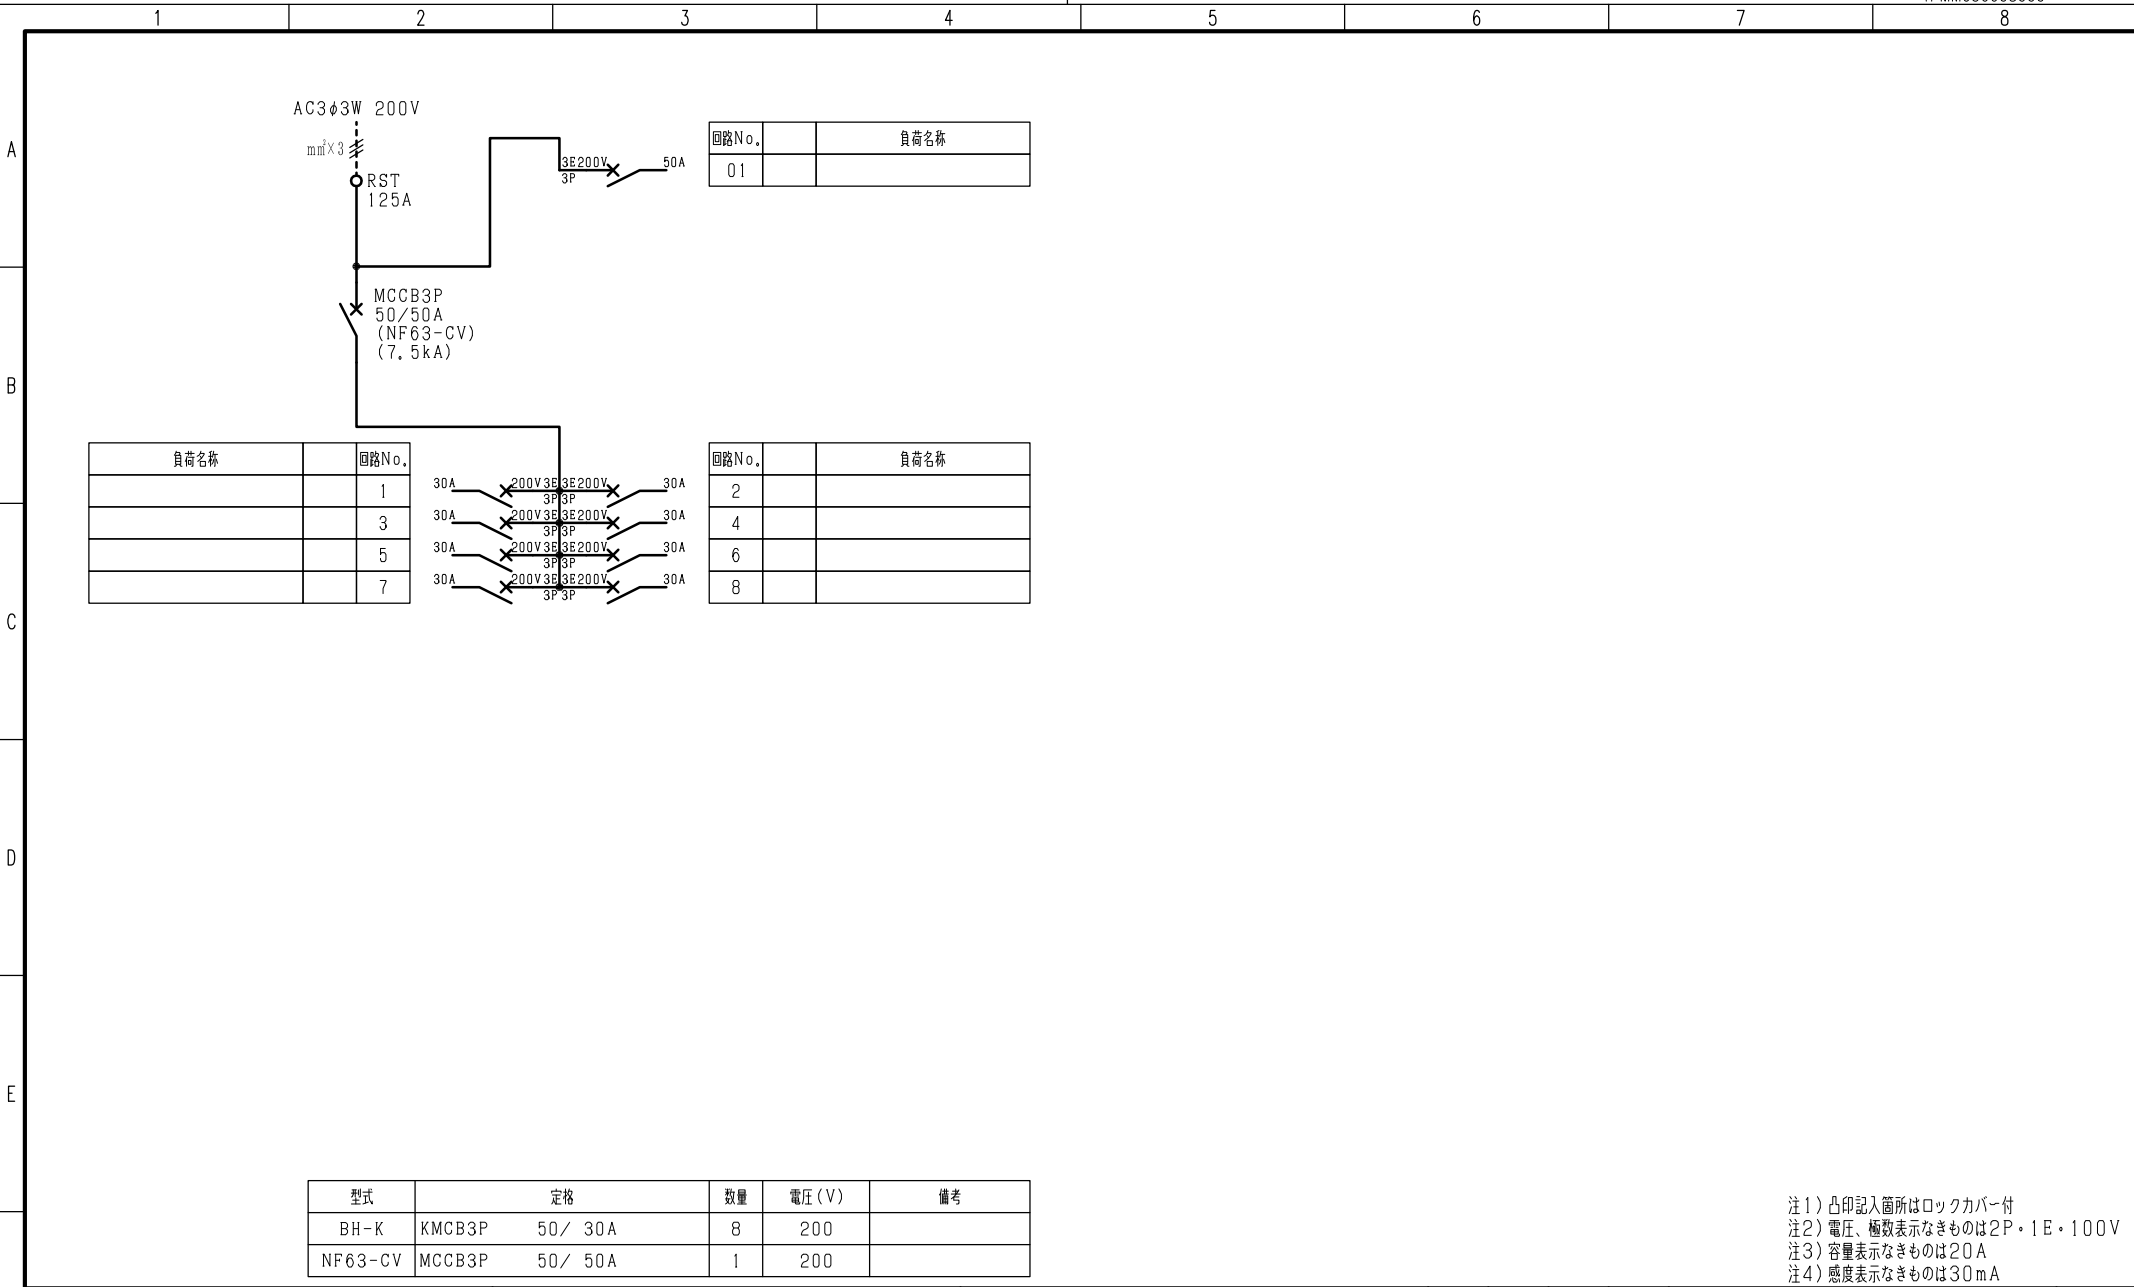 1 2 3 4 5 6 7 8
A
B
C
D
E
AC3φ3W 200V
mm²×3
RST
125A
3E200V 50A
3P
回路No. 負荷名称
01
MCCB3P
50/50A
(NF63-CV)
(7.5kA)
負荷名称 回路No.
1
3
5
7
30A 200V3E 3E200V 30A
3P 3P
30A 200V3E 3E200V 30A
3P 3P
30A 200V3E 3E200V 30A
3P 3P
30A 200V3E 3E200V 30A
3P 3P
回路No. 負荷名称
2
4
6
8
型式 定格 数量 電圧(V) 備考
BH-K KMCB3P 50/ 30A 8 200
NF63-CV MCCB3P 50/ 50A 1 200
注1)凸印記入箇所はロックカバー付
注2)電圧、極数表示なきものは2P・1E・100V
注3)容量表示なきものは20A
注4)感度表示なきものは30mA